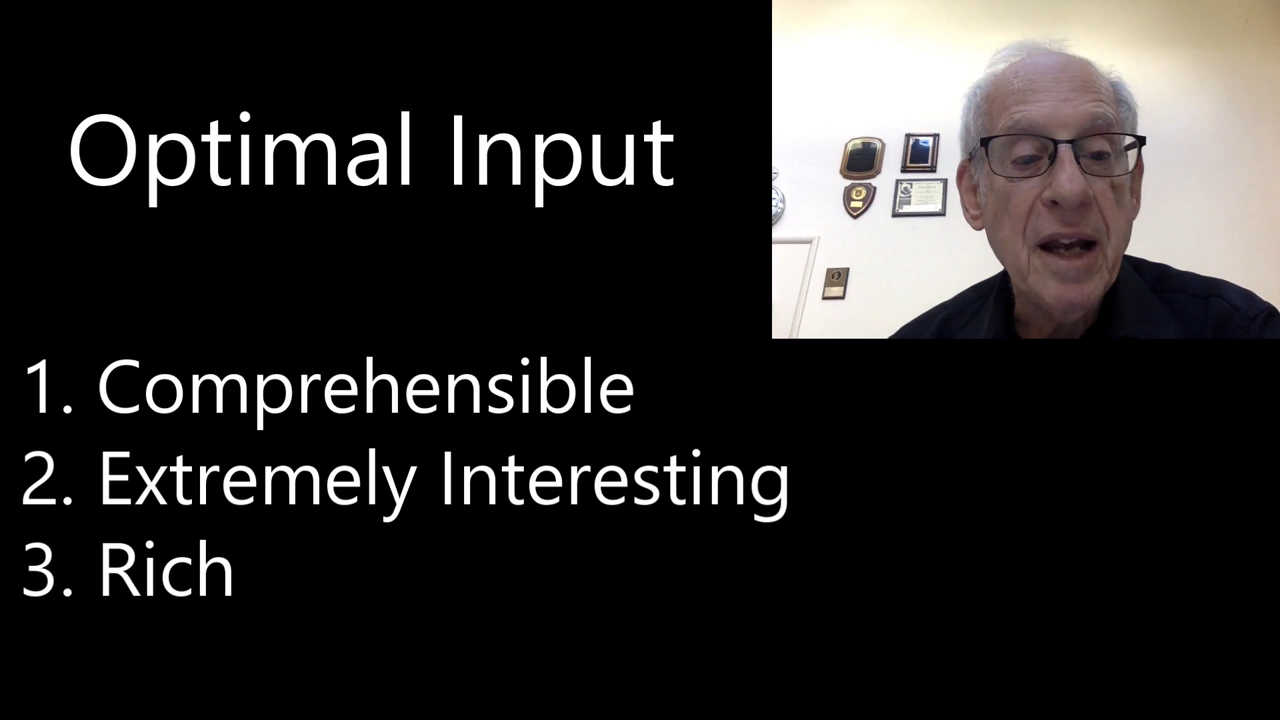 Optimal Input
1. Comprehensible
2. Extremely Interesting
3. Rich